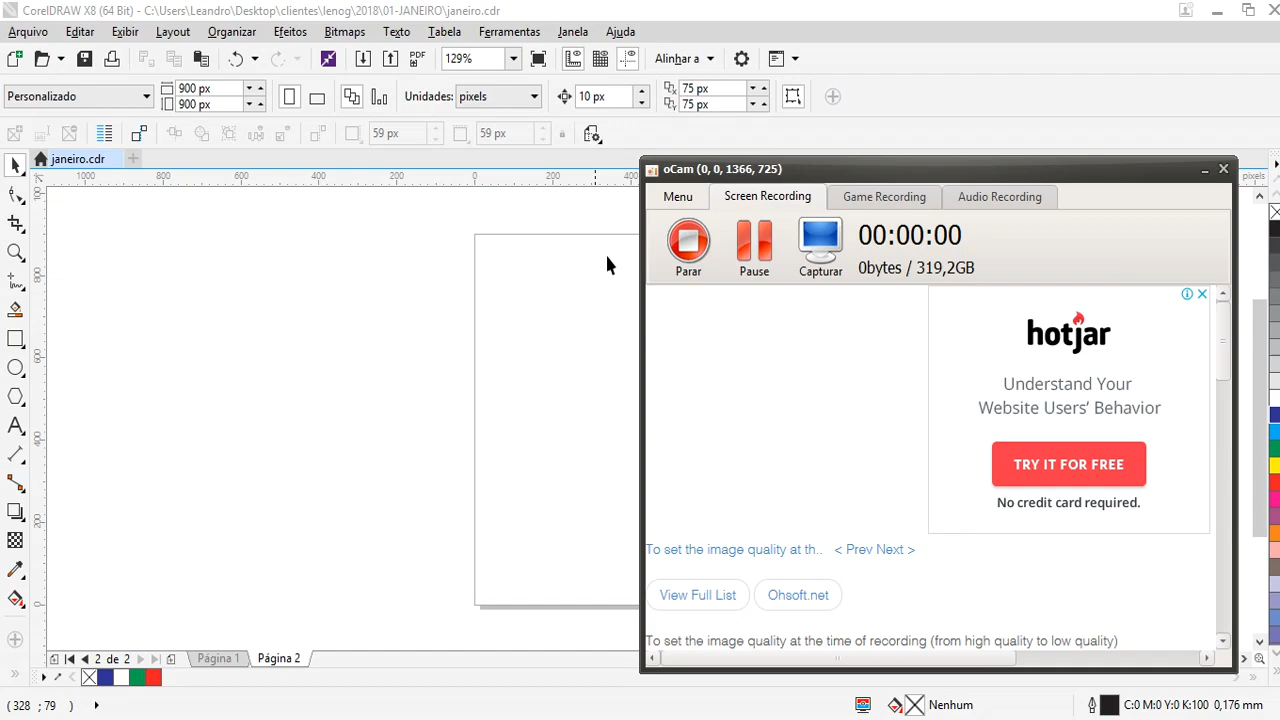 CorelDRAW X8 (64 Bit) - C:\Users\Leandro\Desktop\clientes\lenog\2018\01-JANEIRO\janeiro.cdr
Arquivo Editar Exibir Layout Organizar Efeitos Bitmaps Texto Tabela Ferramentas Janela Ajuda
PDF 129% Alinhar a
Personalizado 900 px 900 px Unidades: pixels 10 px 75 px 75 px
59 px 59 px
janeiro.cdr
1000 800 600 400 200 0 200 400 pixels
oCam (0, 0, 1366, 725)
Menu Screen Recording Game Recording Audio Recording
00:00:00
Parar Pause Capturar 0bytes / 319,2GB
hotjar
Understand Your
Website Users’ Behavior
TRY IT FOR FREE
No credit card required.
To set the image quality at th.. < Prev Next >
View Full List Ohsoft.net
To set the image quality at the time of recording (from high quality to low quality)
2 de 2 Página 1 Página 2
( 328 ; 79 ) Nenhum C:0 M:0 Y:0 K:100 0,176 mm